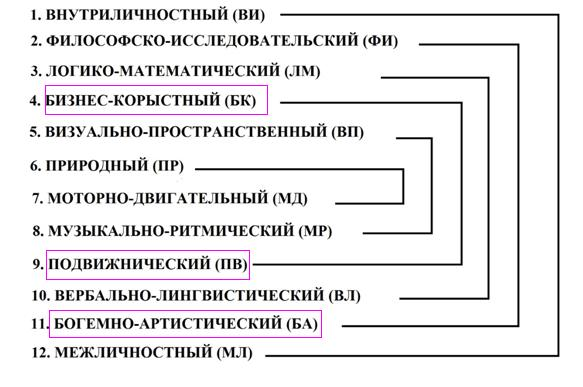 1. ВНУТРИЛИЧНОСТНЫЙ (ВИ)
2. ФИЛОСОФСКО-ИССЛЕДОВАТЕЛЬСКИЙ (ФИ)
3. ЛОГИКО-МАТЕМАТИЧЕСКИЙ (ЛМ)
4. БИЗНЕС-КОРЫСТНЫЙ (БК)
5. ВИЗУАЛЬНО-ПРОСТРАНСТВЕННЫЙ (ВП)
6. ПРИРОДНЫЙ (ПР)
7. МОТОРНО-ДВИГАТЕЛЬНЫЙ (МД)
8. МУЗЫКАЛЬНО-РИТМИЧЕСКИЙ (МР)
9. ПОДВИЖНИЧЕСКИЙ (ПВ)
10. ВЕРБАЛЬНО-ЛИНГВИСТИЧЕСКИЙ (ВЛ)
11. БОГЕМНО-АРТИСТИЧЕСКИЙ (БА)
12. МЕЖЛИЧНОСТНЫЙ (МЛ)